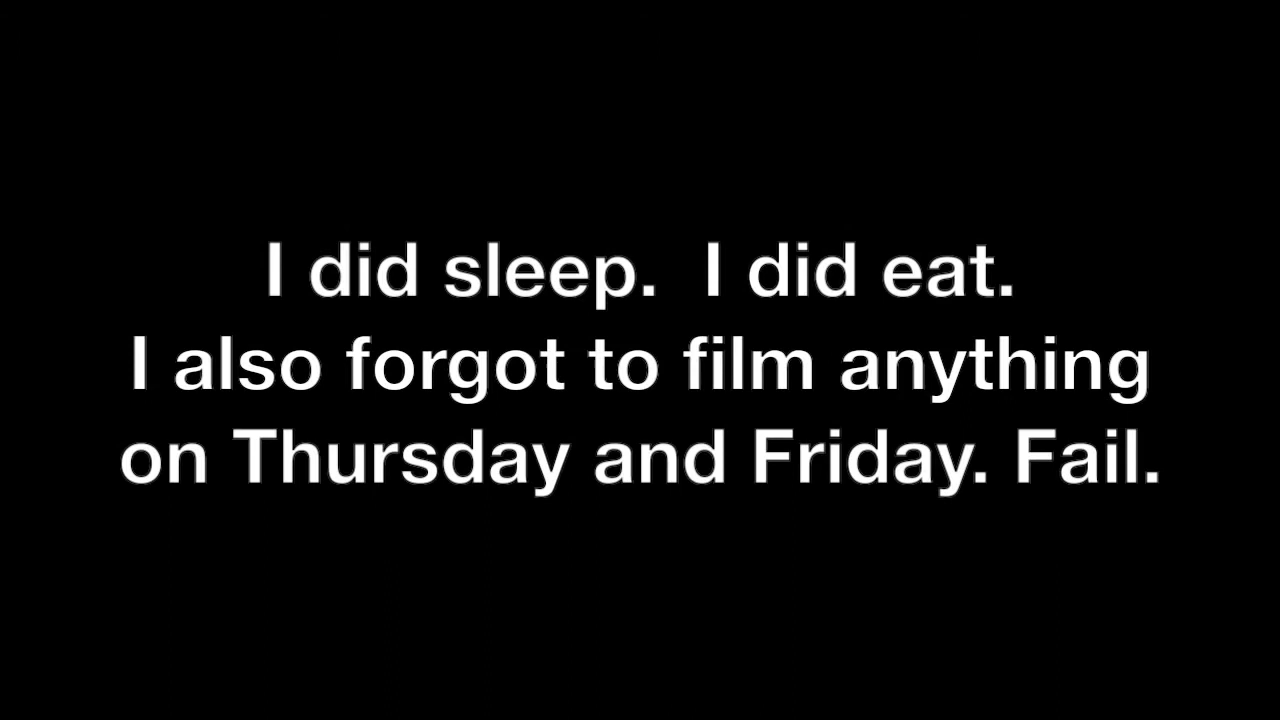 I did sleep.  I did eat.
I also forgot to film anything
on Thursday and Friday. Fail.